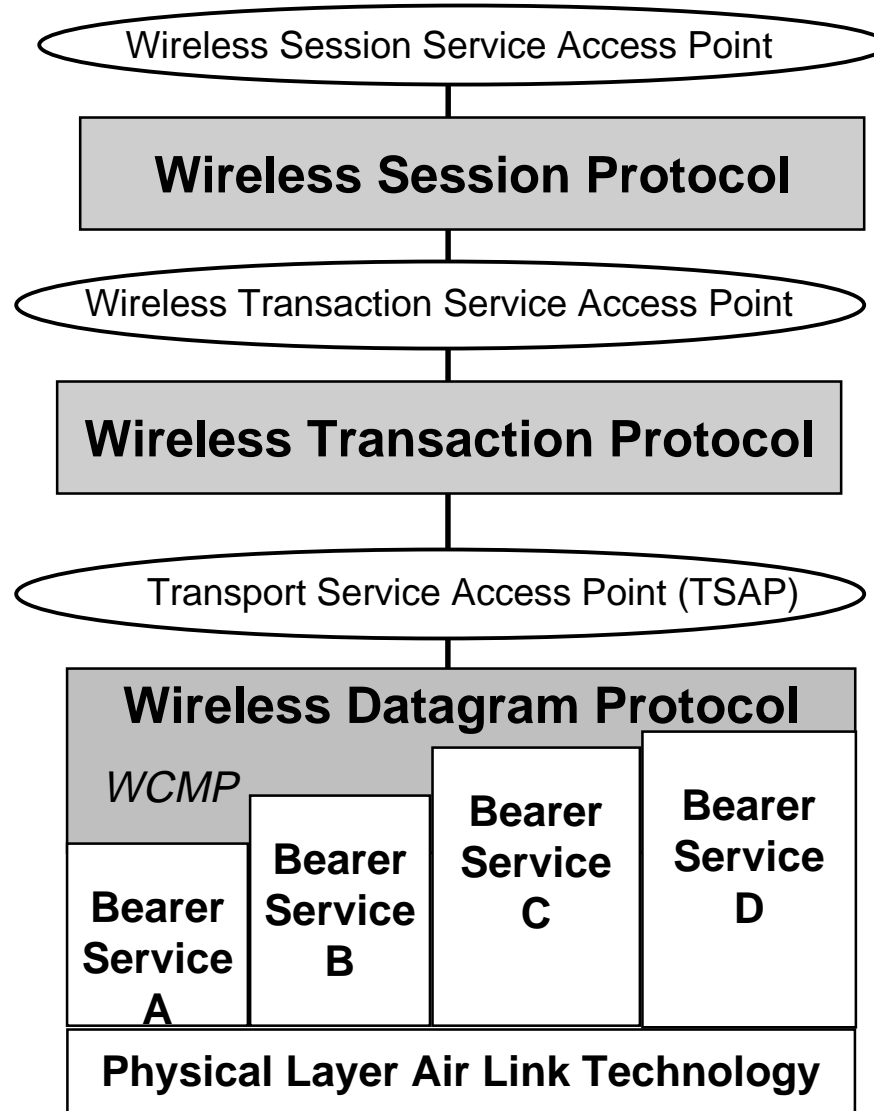 Wireless Session Service Access Point
Wireless Session Protocol
Wireless Transaction Service Access Point
Wireless Transaction Protocol
Transport Service Access Point (TSAP)
Wireless Datagram Protocol
WCMP
Bearer
Service
A
Bearer
Service
B
Bearer
Service
C
Bearer
Service
D
Physical Layer Air Link Technology